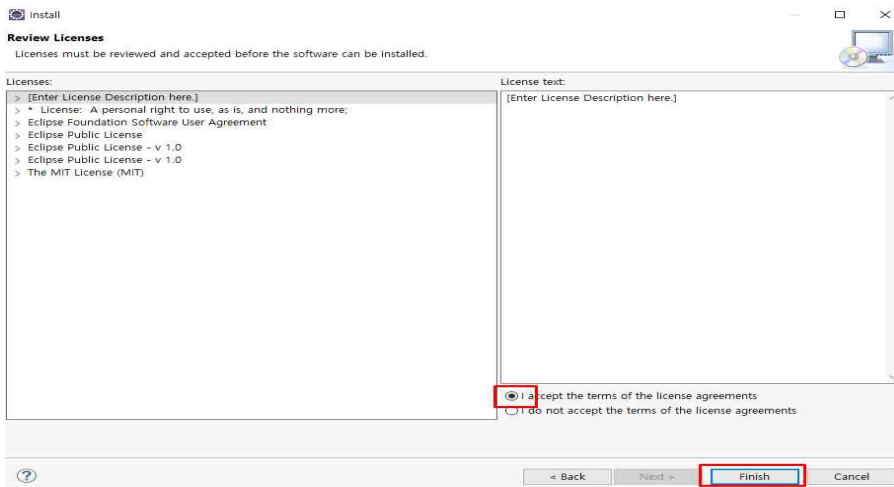 Install
Review Licenses
Licenses must be reviewed and accepted before the software can be installed.
Licenses:
> [Enter License Description here.]
> * License: A personal right to use, as is, and nothing more;
> Eclipse Foundation Software User Agreement
> Eclipse Public License
> Eclipse Public License - v 1.0
> Eclipse Public License - v 1.0
> The MIT License (MIT)
License text:
[Enter License Description here.]
I accept the terms of the license agreements
I do not accept the terms of the license agreements
?
< Back Next > Finish Cancel